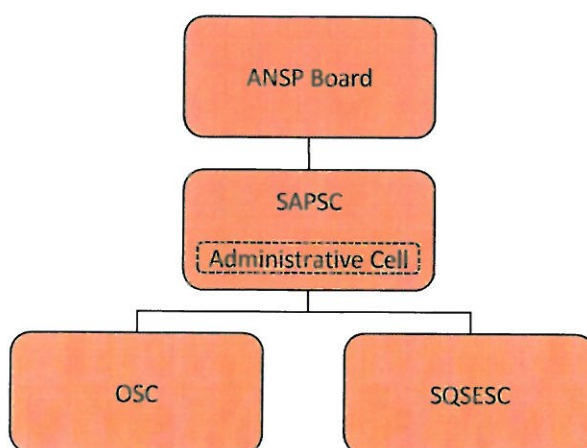 ANSP Board
SAPSC
Administrative Cell
OSC
SQSESC